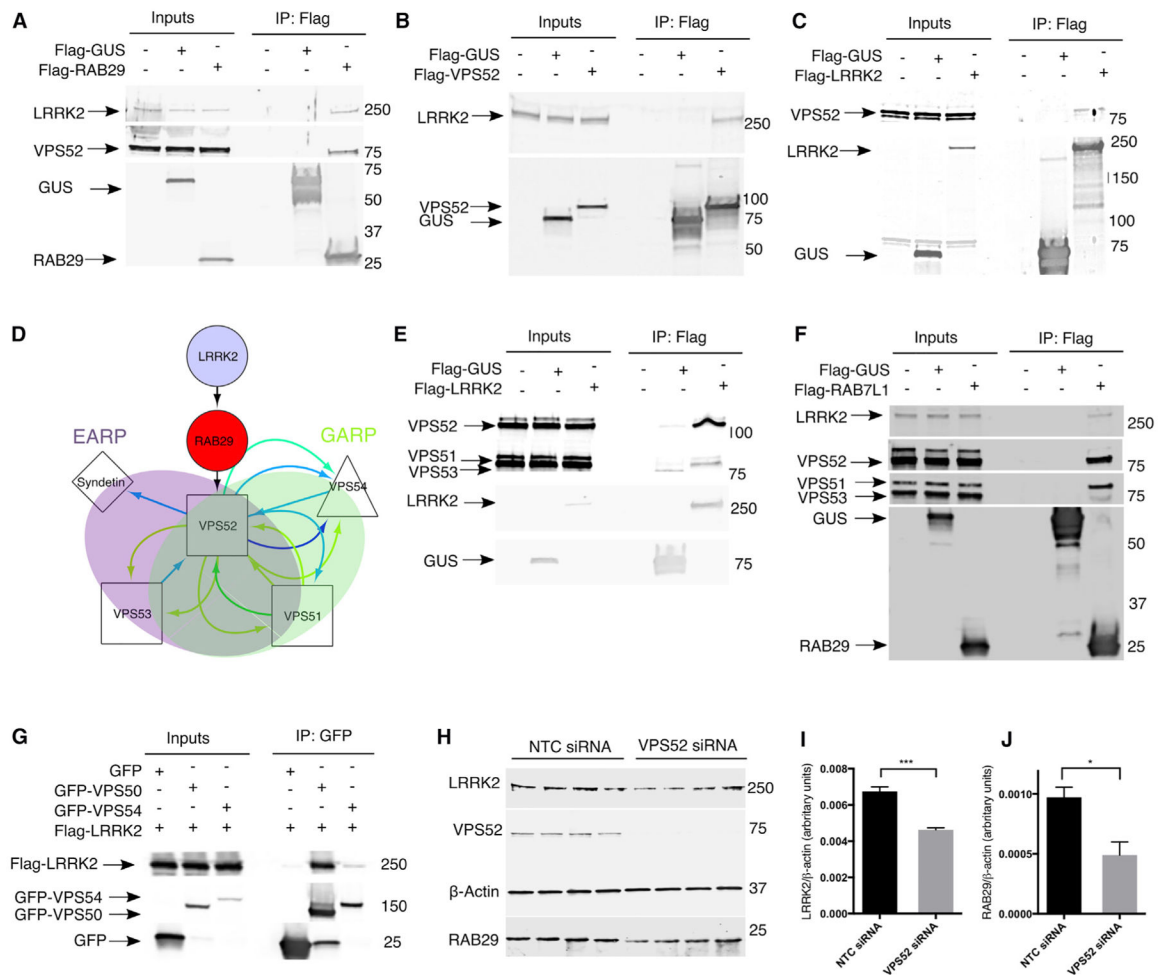 A
Inputs IP: Flag
Flag-GUS - + - - + -
Flag-RAB29 - - + - - +
LRRK2 250
VPS52 75
75
GUS
50
37
RAB29 25
B
Inputs IP: Flag
Flag-GUS - + - - + -
Flag-VPS52 - - + - - +
LRRK2 250
100
VPS52
GUS 75
50
C
Inputs IP: Flag
Flag-GUS - + - - + -
Flag-LRRK2 - - + - - +
VPS52 75
250
LRRK2
150
100
75
GUS
D
LRRK2
RAB29
EARP GARP
Syndetin
VPS54
VPS52
VPS53 VPS51
E
Inputs IP: Flag
Flag-GUS - + - - + -
Flag-LRRK2 - - + - - +
VPS52 100
VPS51
VPS53 75
LRRK2 250
GUS 75
F
Inputs IP: Flag
Flag-GUS - + - - + -
Flag-RAB7L1 - - + - - +
LRRK2 250
VPS52 75
VPS51
VPS53 75
GUS
50
37
RAB29 25
G
Inputs IP: GFP
GFP + - - + - -
GFP-VPS50 - + - - + -
GFP-VPS54 - - + - - +
Flag-LRRK2 + + + + + +
Flag-LRRK2 250
GFP-VPS54
GFP-VPS50 150
GFP 25
H
NTC siRNA VPS52 siRNA
LRRK2 250
VPS52 75
β-Actin 37
RAB29 25
I
LRRK2/β-actin (arbritary units)
0.008
0.006
0.004
0.002
0.000
***
NTC siRNA
VPS52 siRNA
J
RAB29/β-actin (arbitary units)
0.0010
0.0005
0.0000
*
NTC siRNA
VPS52 siRNA